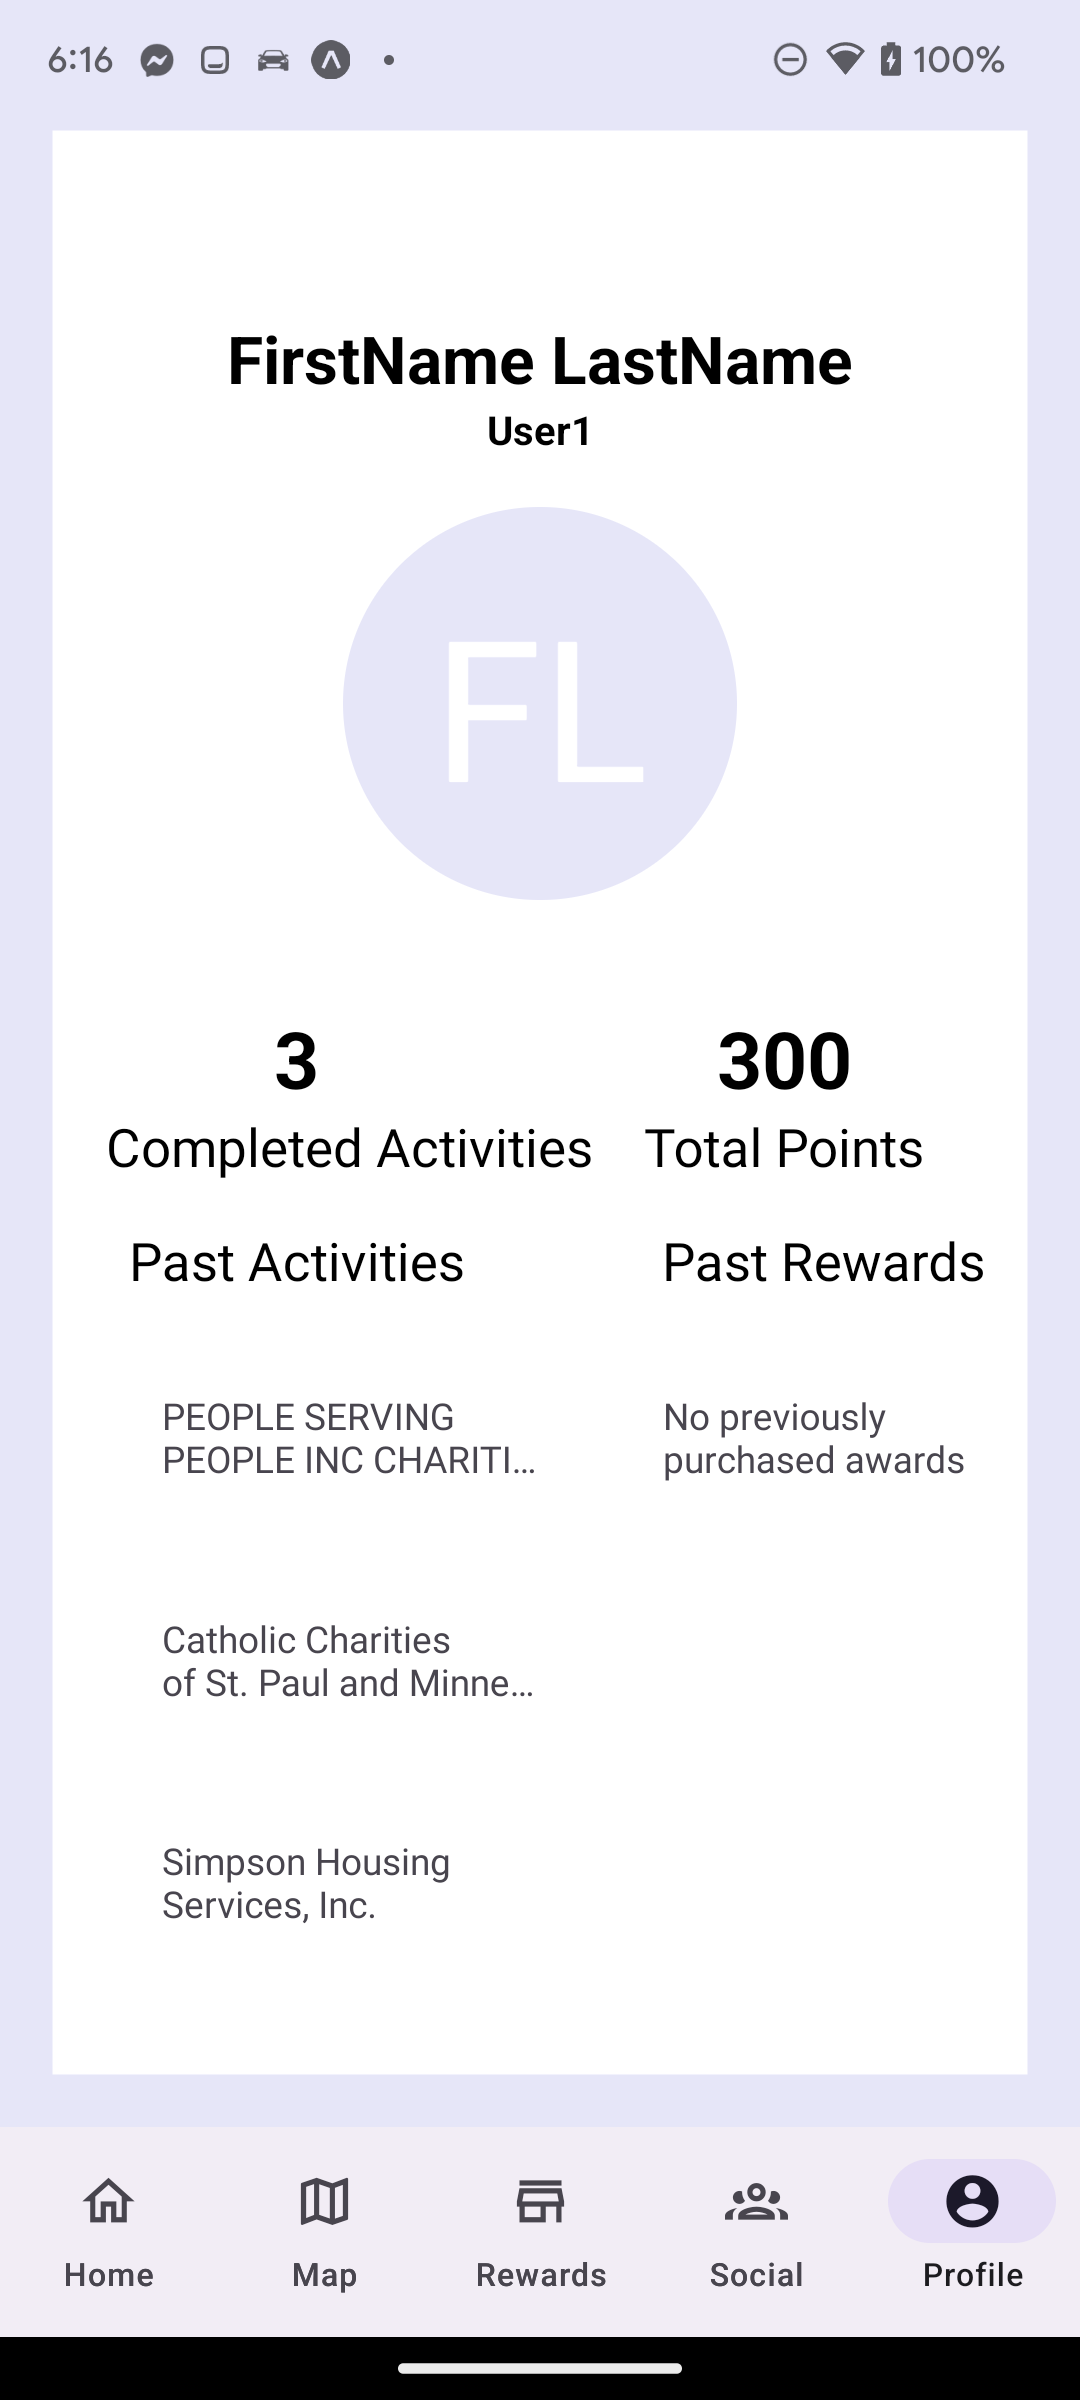 6:16
100%
FirstName LastName
User1
FL
3
300
Completed Activities
Total Points
Past Activities
Past Rewards
PEOPLE SERVING
PEOPLE INC CHARITI...
No previously
purchased awards
Catholic Charities
of St. Paul and Minne...
Simpson Housing
Services, Inc.
Home
Map
Rewards
Social
Profile